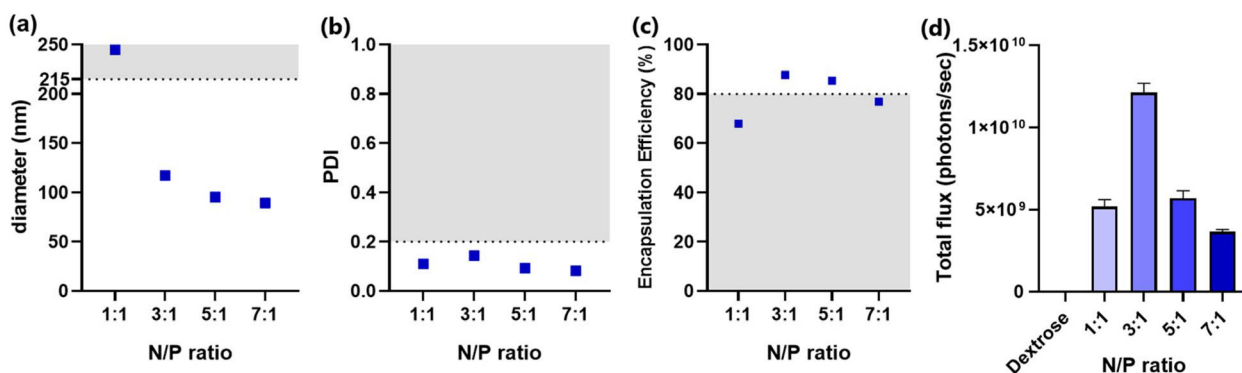 (a)
diameter (nm)
250
215
200
150
100
50
0
1:1 3:1 5:1 7:1
N/P ratio
(b)
PDI
1.0
0.8
0.6
0.4
0.2
0.0
1:1 3:1 5:1 7:1
N/P ratio
(c)
Encapsulation Efficiency (%)
100
80
60
40
20
0
1:1 3:1 5:1 7:1
N/P ratio
(d)
Total flux (photons/sec)
1.5×10¹⁰
1×10¹⁰
5×10⁹
0
Dextrose 1:1 3:1 5:1 7:1
N/P ratio